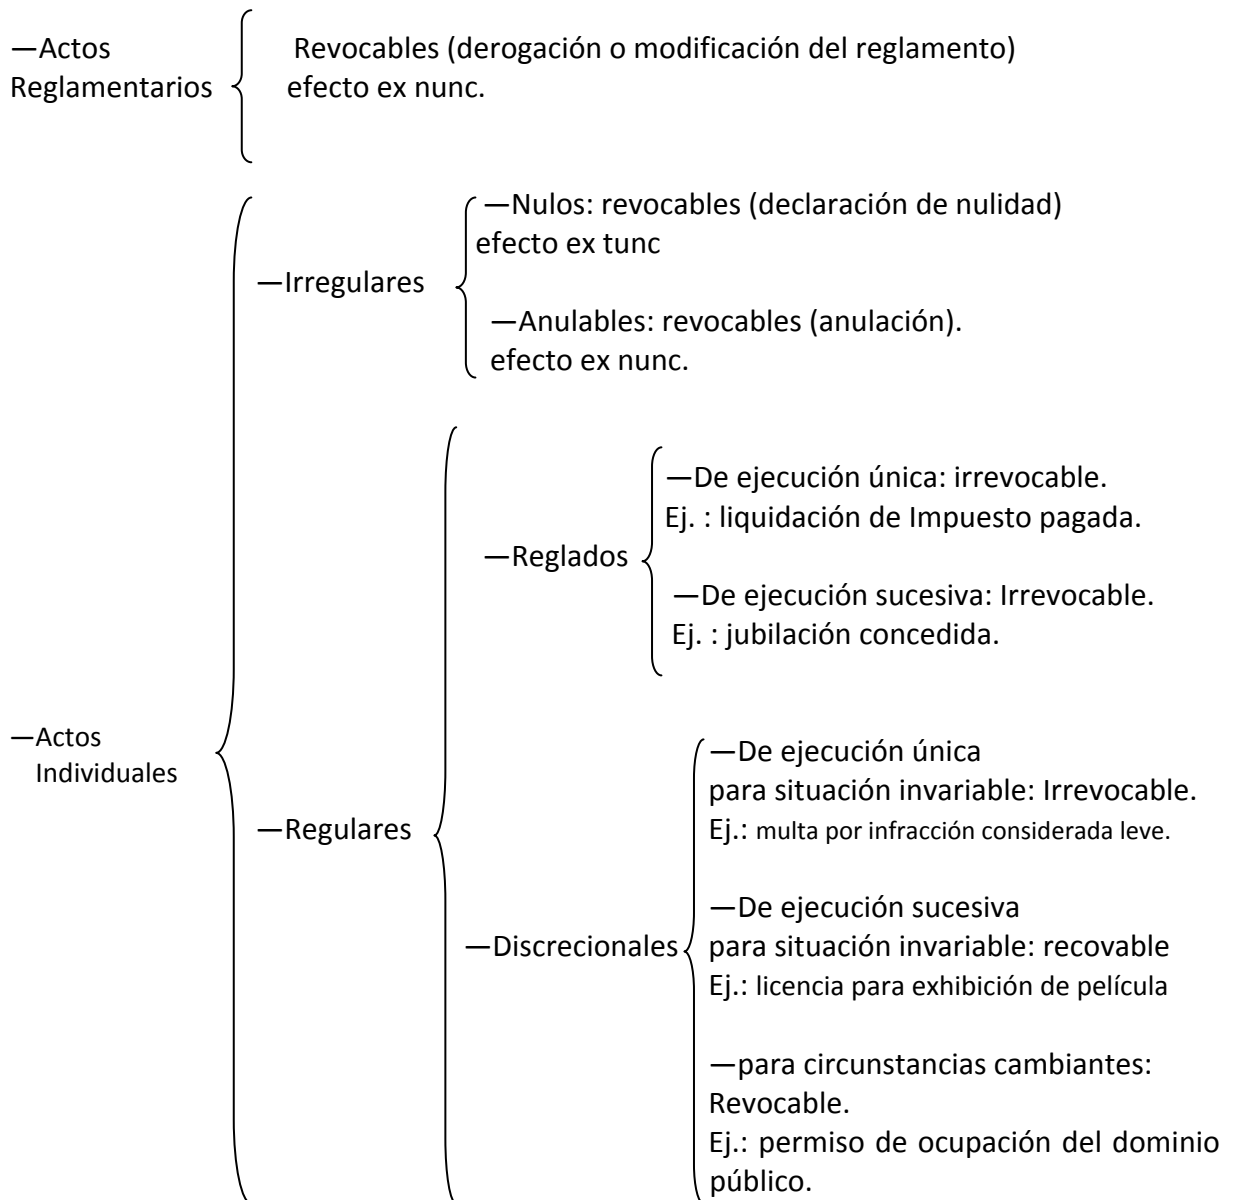 —Actos
Reglamentarios
Revocables (derogación o modificación del reglamento)
efecto ex nunc.
—Actos
Individuales
—Irregulares
—Nulos: revocables (declaración de nulidad)
efecto ex tunc
—Anulables: revocables (anulación).
efecto ex nunc.
—Regulares
—Reglados
—De ejecución única: irrevocable.
Ej. : liquidación de Impuesto pagada.
—De ejecución sucesiva: Irrevocable.
Ej. : jubilación concedida.
—Discrecionales
—De ejecución única
para situación invariable: Irrevocable.
Ej.: multa por infracción considerada leve.
—De ejecución sucesiva
para situación invariable: recovable
Ej.: licencia para exhibición de película
—para circunstancias cambiantes:
Revocable.
Ej.: permiso de ocupación del dominio
público.